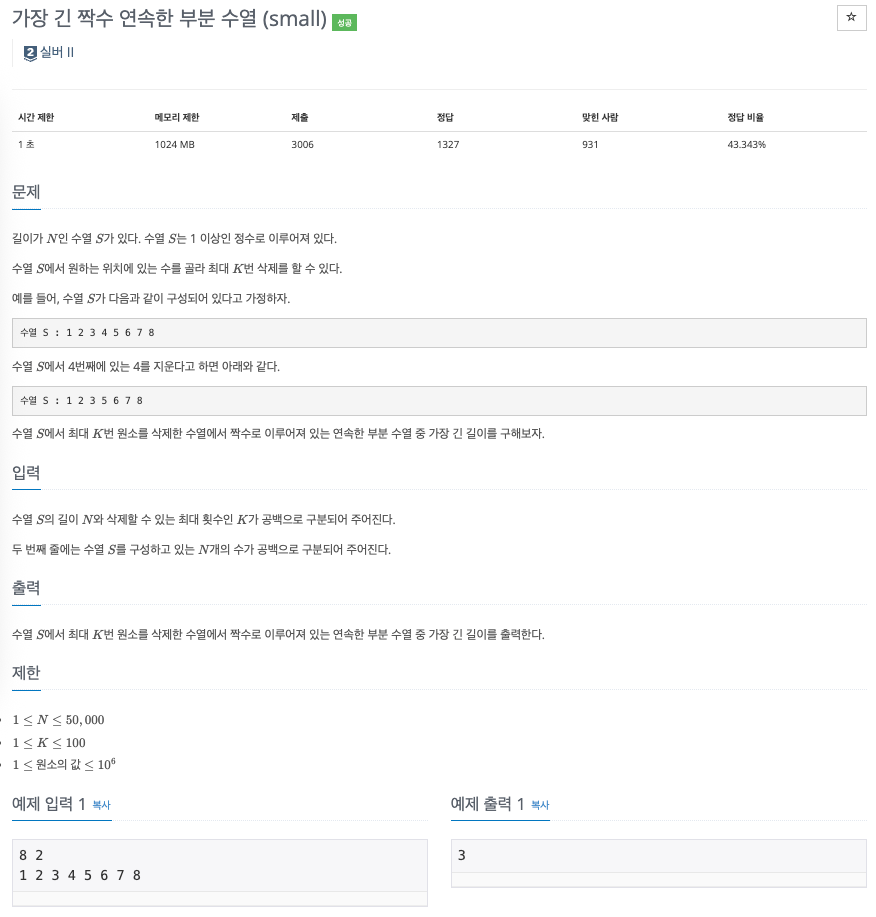 가장 긴 짝수 연속한 부분 수열 (small) 성공
☆
2 실버 II
시간 제한 메모리 제한 제출 정답 맞힌 사람 정답 비율
1 초 1024 MB 3006 1327 931 43.343%
문제
길이가 N인 수열 S가 있다. 수열 S는 1 이상인 정수로 이루어져 있다.
수열 S에서 원하는 위치에 있는 수를 골라 최대 K번 삭제를 할 수 있다.
예를 들어, 수열 S가 다음과 같이 구성되어 있다고 가정하자.
수열 S : 1 2 3 4 5 6 7 8
수열 S에서 4번째에 있는 4를 지운다고 하면 아래와 같다.
수열 S : 1 2 3 5 6 7 8
수열 S에서 최대 K번 원소를 삭제한 수열에서 짝수로 이루어져 있는 연속한 부분 수열 중 가장 긴 길이를 구해보자.
입력
수열 S의 길이 N와 삭제할 수 있는 최대 횟수인 K가 공백으로 구분되어 주어진다.
두 번째 줄에는 수열 S를 구성하고 있는 N개의 수가 공백으로 구분되어 주어진다.
출력
수열 S에서 최대 K번 원소를 삭제한 수열에서 짝수로 이루어져 있는 연속한 부분 수열 중 가장 긴 길이를 출력한다.
제한
1 ≤ N ≤ 50,000
1 ≤ K ≤ 100
1 ≤ 원소의 값 ≤ 10⁶
예제 입력 1 복사
8 2
1 2 3 4 5 6 7 8
예제 출력 1 복사
3